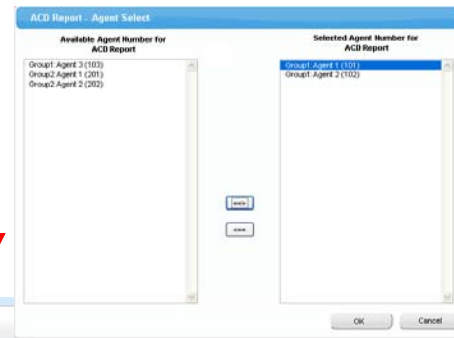 ACD Report - Agent Select
Available Agent Number for
ACD Report
Group1:Agent 3 (103)
Group2:Agent 1 (201)
Group2:Agent 2 (202)
Selected Agent Number for
ACD Report
Group1:Agent 1 (101)
Group1:Agent 2 (102)
OK
Cancel